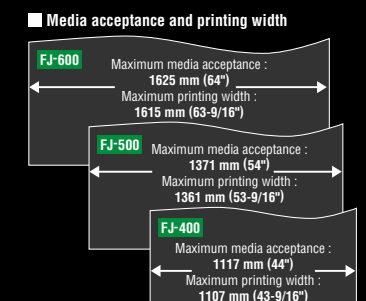 Media acceptance and printing width
FJ-600
Maximum media acceptance :
1625 mm (64")
Maximum printing width :
1615 mm (63-9/16")
FJ-500
Maximum media acceptance :
1371 mm (54")
Maximum printing width :
1361 mm (53-9/16")
FJ-400
Maximum media acceptance :
1117 mm (44")
Maximum printing width :
1107 mm (43-9/16")